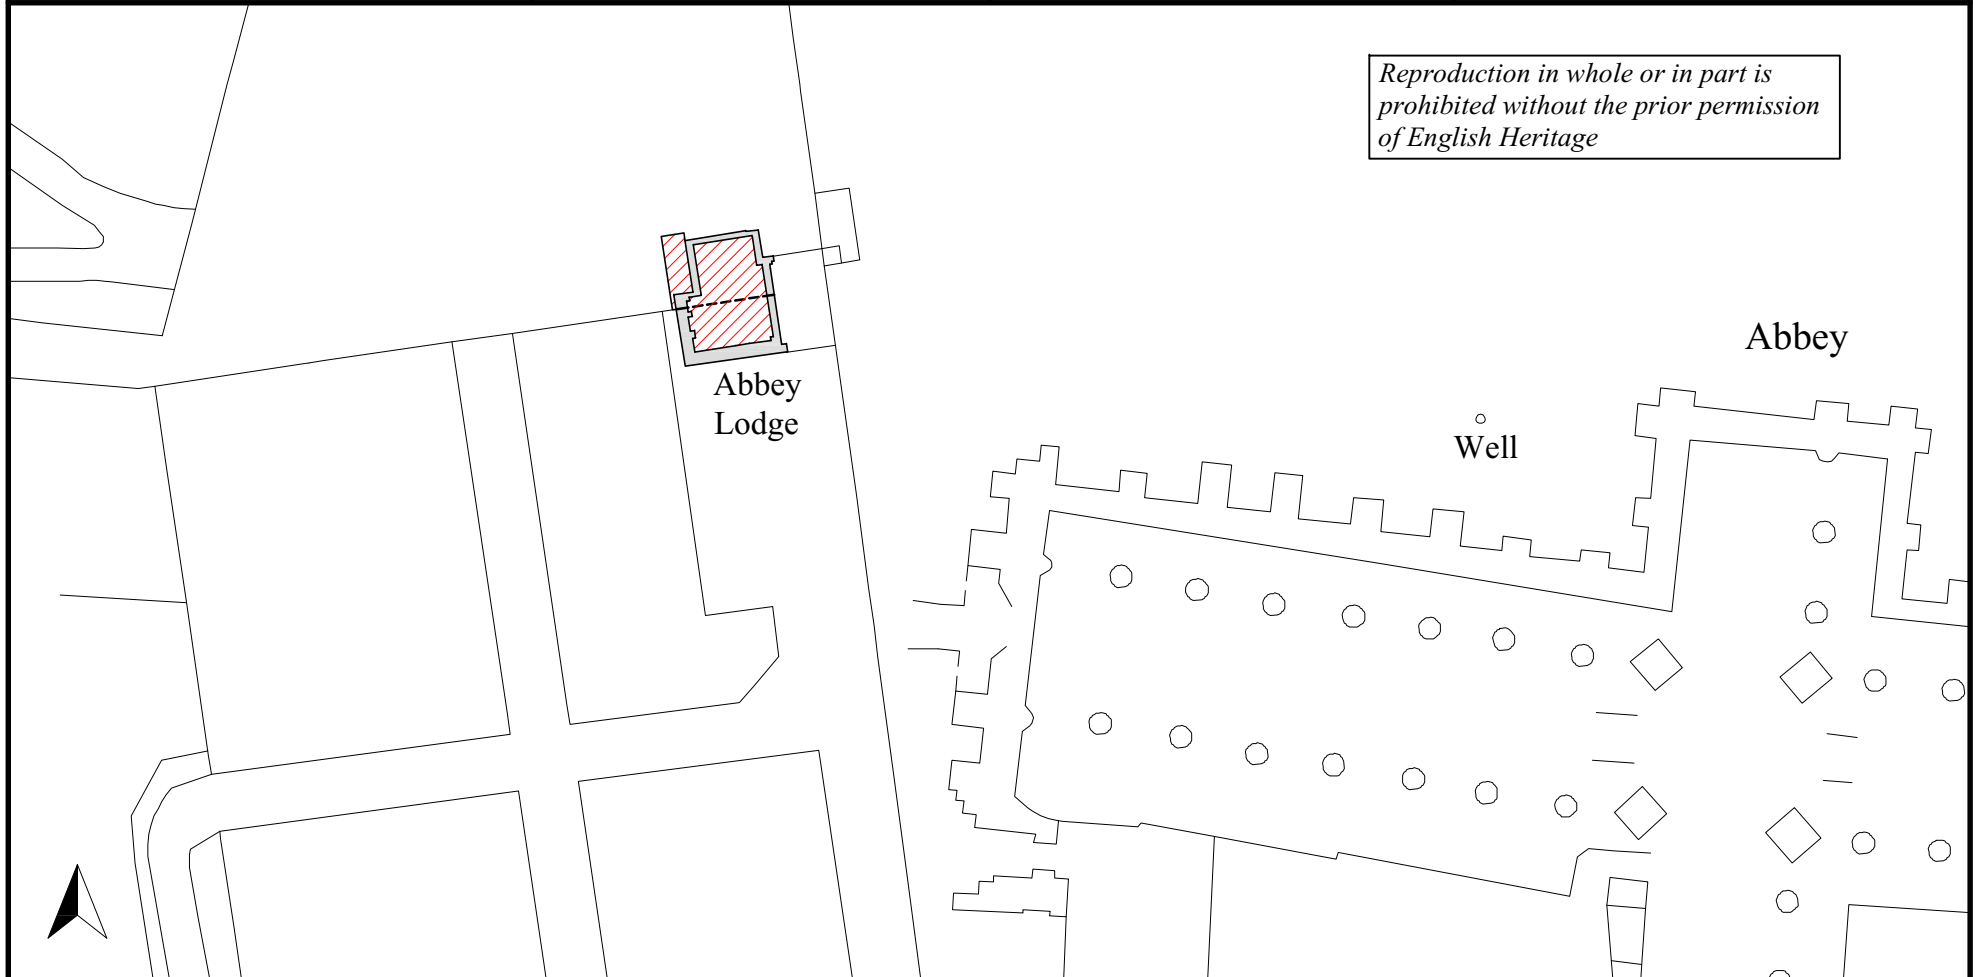 Reproduction in whole or in part is
prohibited without the prior permission
of English Heritage
Abbey
Abbey
Lodge
Well